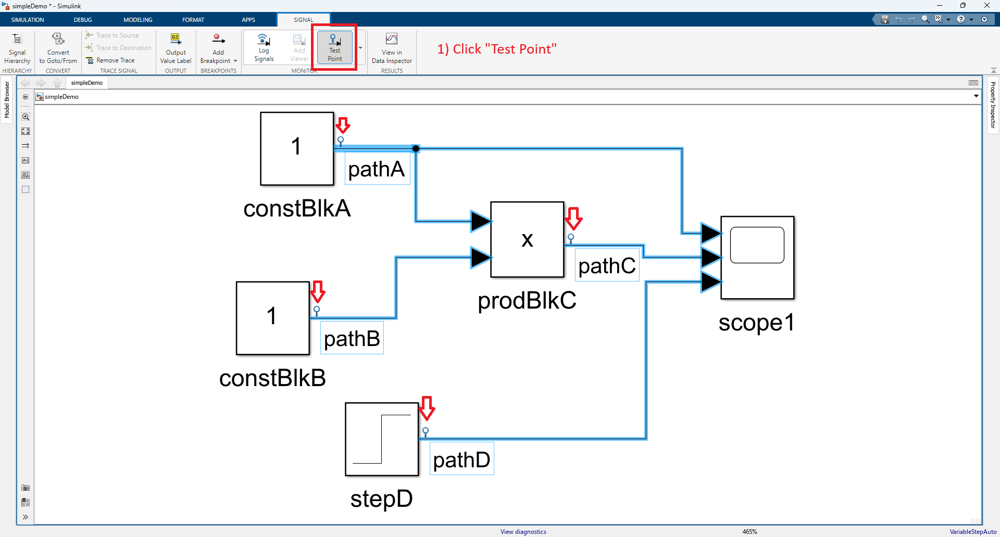 simpleDemo * - Simulink
SIMULATION DEBUG MODELING FORMAT APPS SIGNAL
Signal Hierarchy
HIERARCHY
Convert to Goto/From
CONVERT
Trace to Source
Trace to Destination
Remove Trace
TRACE SIGNAL
0.3
Output Value Label
OUTPUT
Add Breakpoint
BREAKPOINTS
Log Signals
Add Viewer
Test Point
MONITOR
View in Data Inspector
RESULTS
1) Click "Test Point"
Model Browser
simpleDemo
simpleDemo
Property Inspector
1
pathA
constBlkA
x
pathC
prodBlkC
1
pathB
constBlkB
scope1
pathD
stepD
View diagnostics
465%
VariableStepAuto